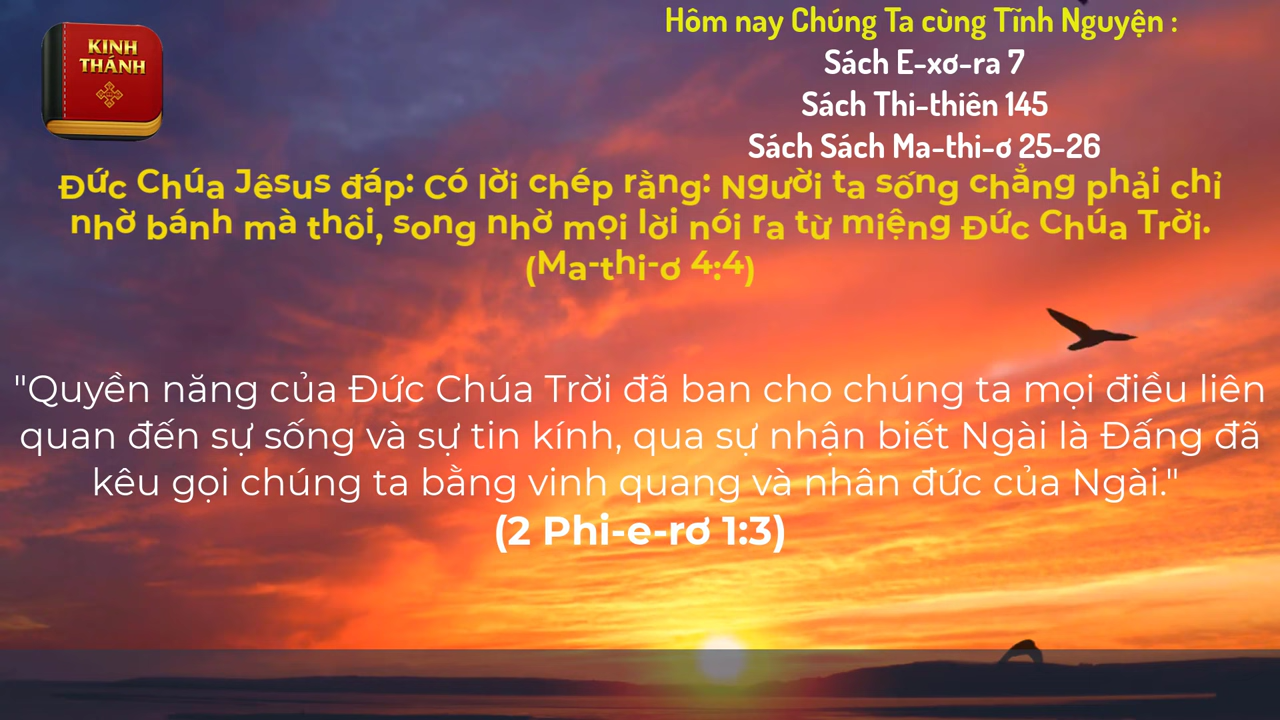 KINH
THÁNH
Hôm nay Chúng Ta cùng Tĩnh Nguyện :
Sách E-xơ-ra 7
Sách Thi-thiên 145
Sách Sách Ma-thi-ơ 25-26
Đức Chúa Jêsus đáp: Có lời chép rằng: Người ta sống chẳng phải chỉ
nhờ bánh mà thôi, song nhờ mọi lời nói ra từ miệng Đức Chúa Trời.
(Ma-thi-ơ 4:4)
"Quyền năng của Đức Chúa Trời đã ban cho chúng ta mọi điều liên
quan đến sự sống và sự tin kính, qua sự nhận biết Ngài là Đấng đã
kêu gọi chúng ta bằng vinh quang và nhân đức của Ngài."
(2 Phi-e-rơ 1:3)